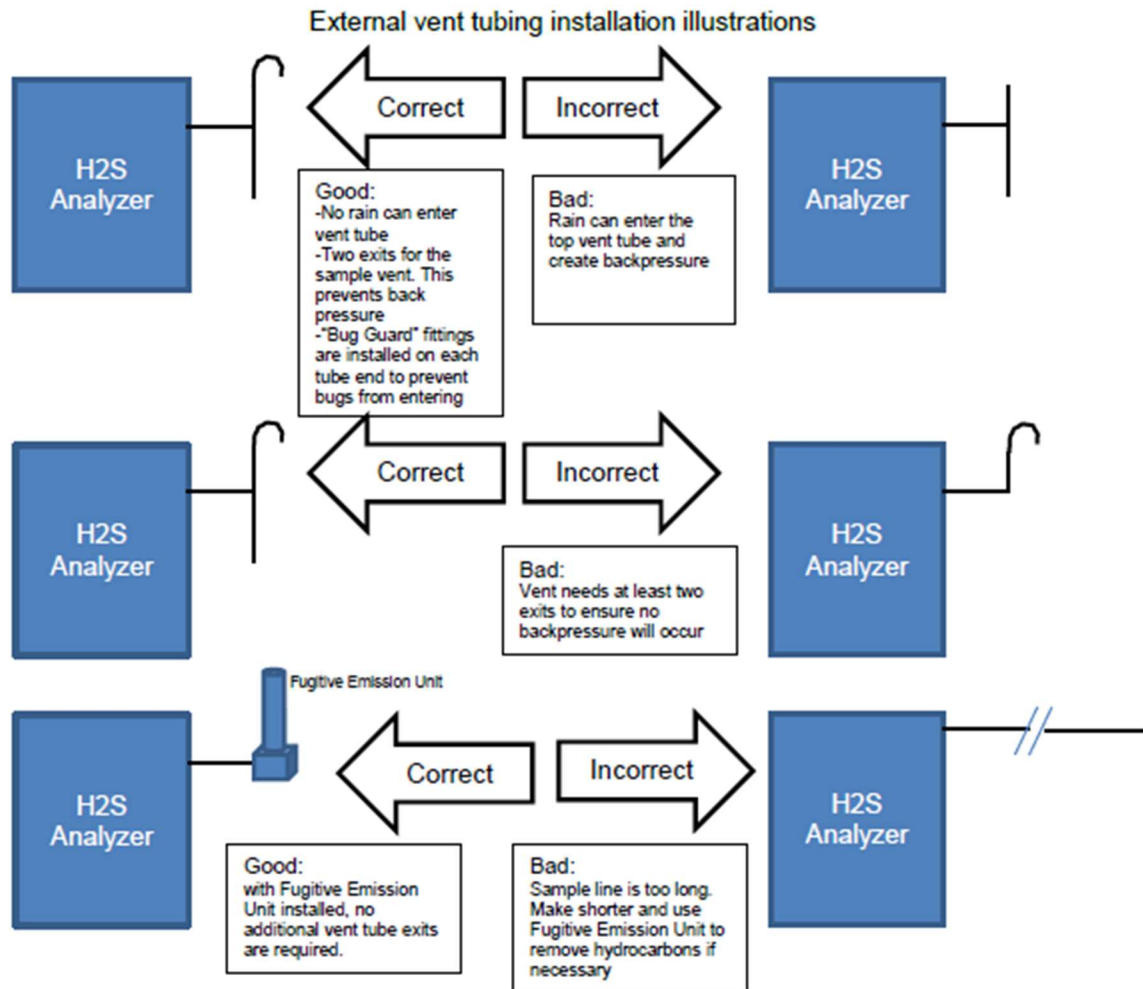 External vent tubing installation illustrations
H2S
Analyzer
Correct
Incorrect
H2S
Analyzer
Good:
-No rain can enter
vent tube
-Two exits for the
sample vent. This
prevents back
pressure
-"Bug Guard" fittings
are installed on each
tube end to prevent
bugs from entering
Bad:
Rain can enter the
top vent tube and
create backpressure
H2S
Analyzer
Correct
Incorrect
H2S
Analyzer
Bad:
Vent needs at least two
exits to ensure no
backpressure will occur
Fugitive Emission Unit
H2S
Analyzer
Correct
Incorrect
H2S
Analyzer
Good:
with Fugitive Emission
Unit installed, no
additional vent tube exits
are required.
Bad:
Sample line is too long.
Make shorter and use
Fugitive Emission Unit to
remove hydrocarbons if
necessary